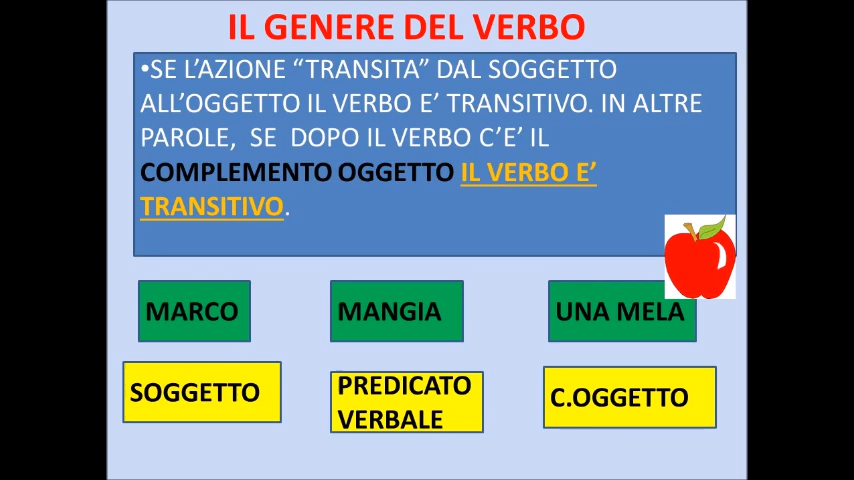 IL GENERE DEL VERBO
•SE L'AZIONE “TRANSITA” DAL SOGGETTO
ALL'OGGETTO IL VERBO E' TRANSITIVO. IN ALTRE
PAROLE, SE DOPO IL VERBO C'E' IL
COMPLEMENTO OGGETTO IL VERBO E'
TRANSITIVO.
MARCO MANGIA UNA MELA
SOGGETTO
PREDICATO
VERBALE
C.OGGETTO